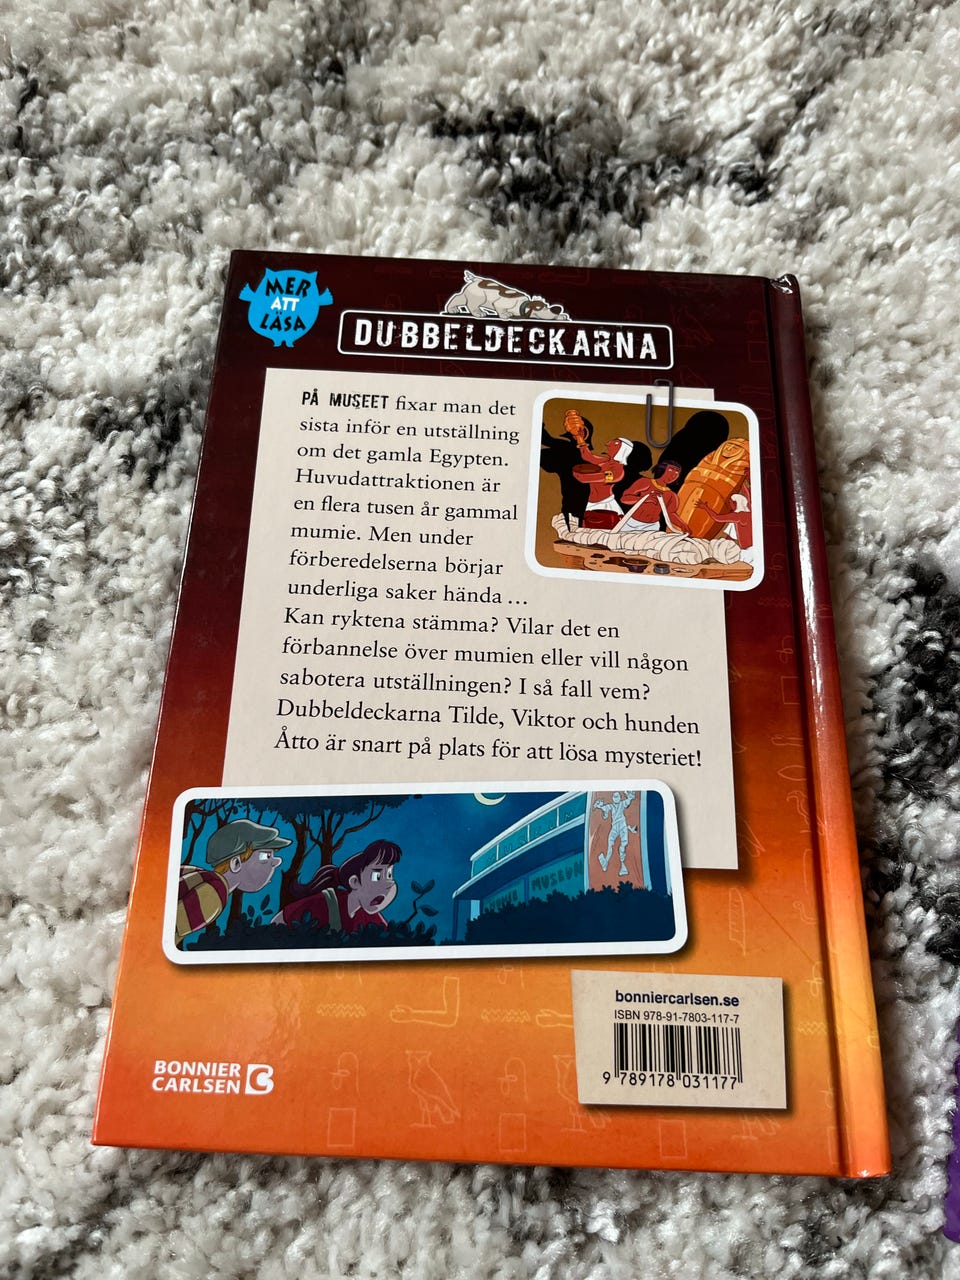 MER
ATT
LÄSA
DUBBELDECKARNA
PÅ MUSEET fixar man det
sista inför en utställning
om det gamla Egypten.
Huvudattraktionen är
en flera tusen år gammal
mumie. Men under
förberedelserna börjar
underliga saker hända ...
Kan ryktena stämma? Vilar det en
förbannelse över mumien eller vill någon
sabotera utställningen? I så fall vem?
Dubbeldeckarna Tilde, Viktor och hunden
Åtto är snart på plats för att lösa mysteriet!
MUSEUM
bonniercarlsen.se
ISBN 978-91-7803-117-7
9 789178 031177
BONNIER
CARLSEN